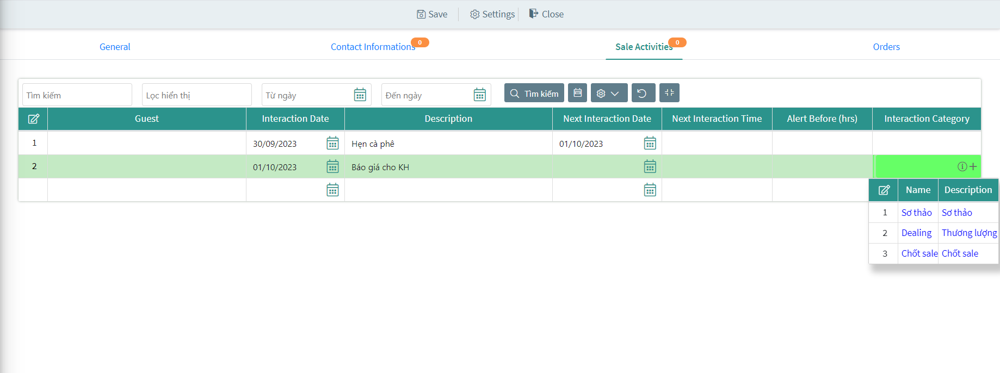 Save Settings Close
General Contact Informations 0 Sale Activities 0 Orders
Tìm kiếm Lọc hiển thị Từ ngày Đến ngày Tìm kiếm
Guest Interaction Date Description Next Interaction Date Next Interaction Time Alert Before (hrs) Interaction Category
1 30/09/2023 Hẹn cà phê 01/10/2023
2 01/10/2023 Báo giá cho KH
Name Description
1 Sơ thảo Sơ thảo
2 Dealing Thương lượng
3 Chốt sale Chốt sale